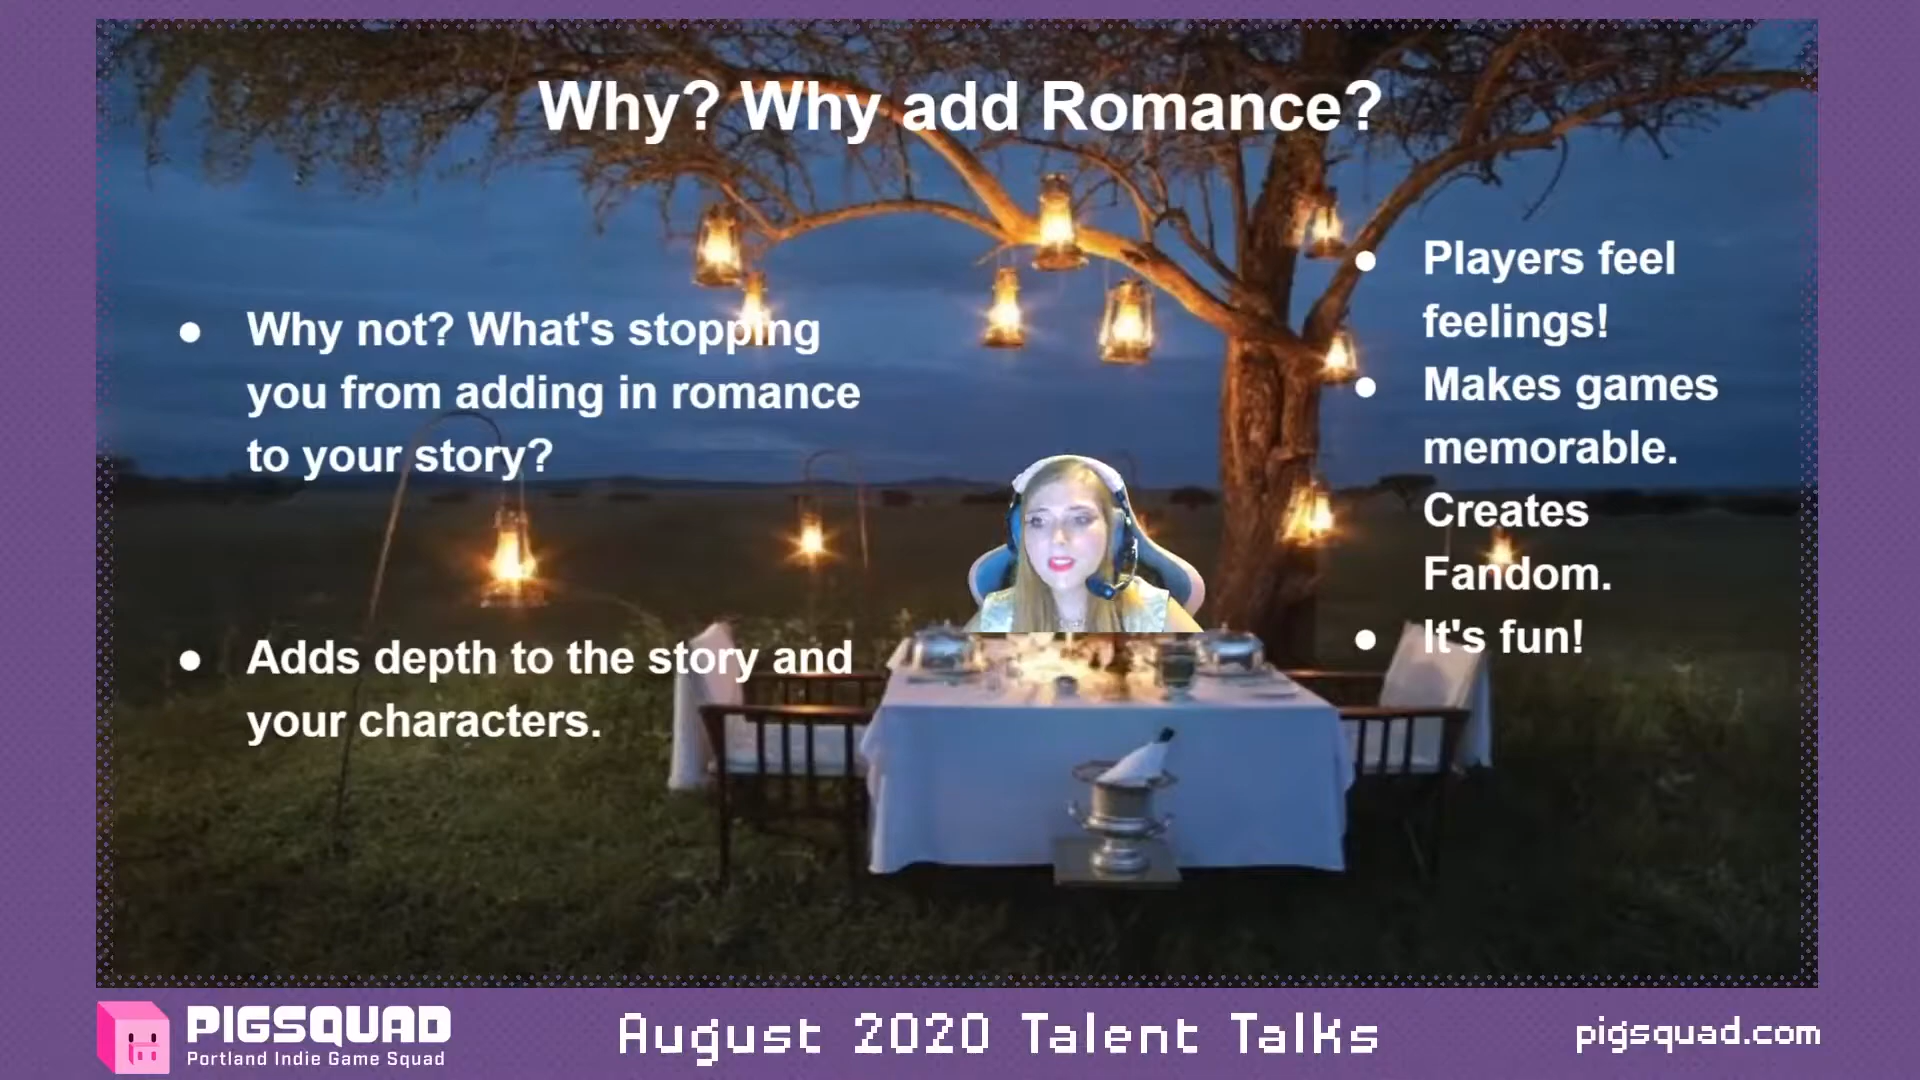 Why? Why add Romance?
Why not? What's stopping
you from adding in romance
to your story?
Adds depth to the story and
your characters.
Players feel
feelings!
Makes games
memorable.
Creates
Fandom.
It's fun!
PIGSQUAD
Portland Indie Game Squad
August 2020 Talent Talks
pigsquad.com